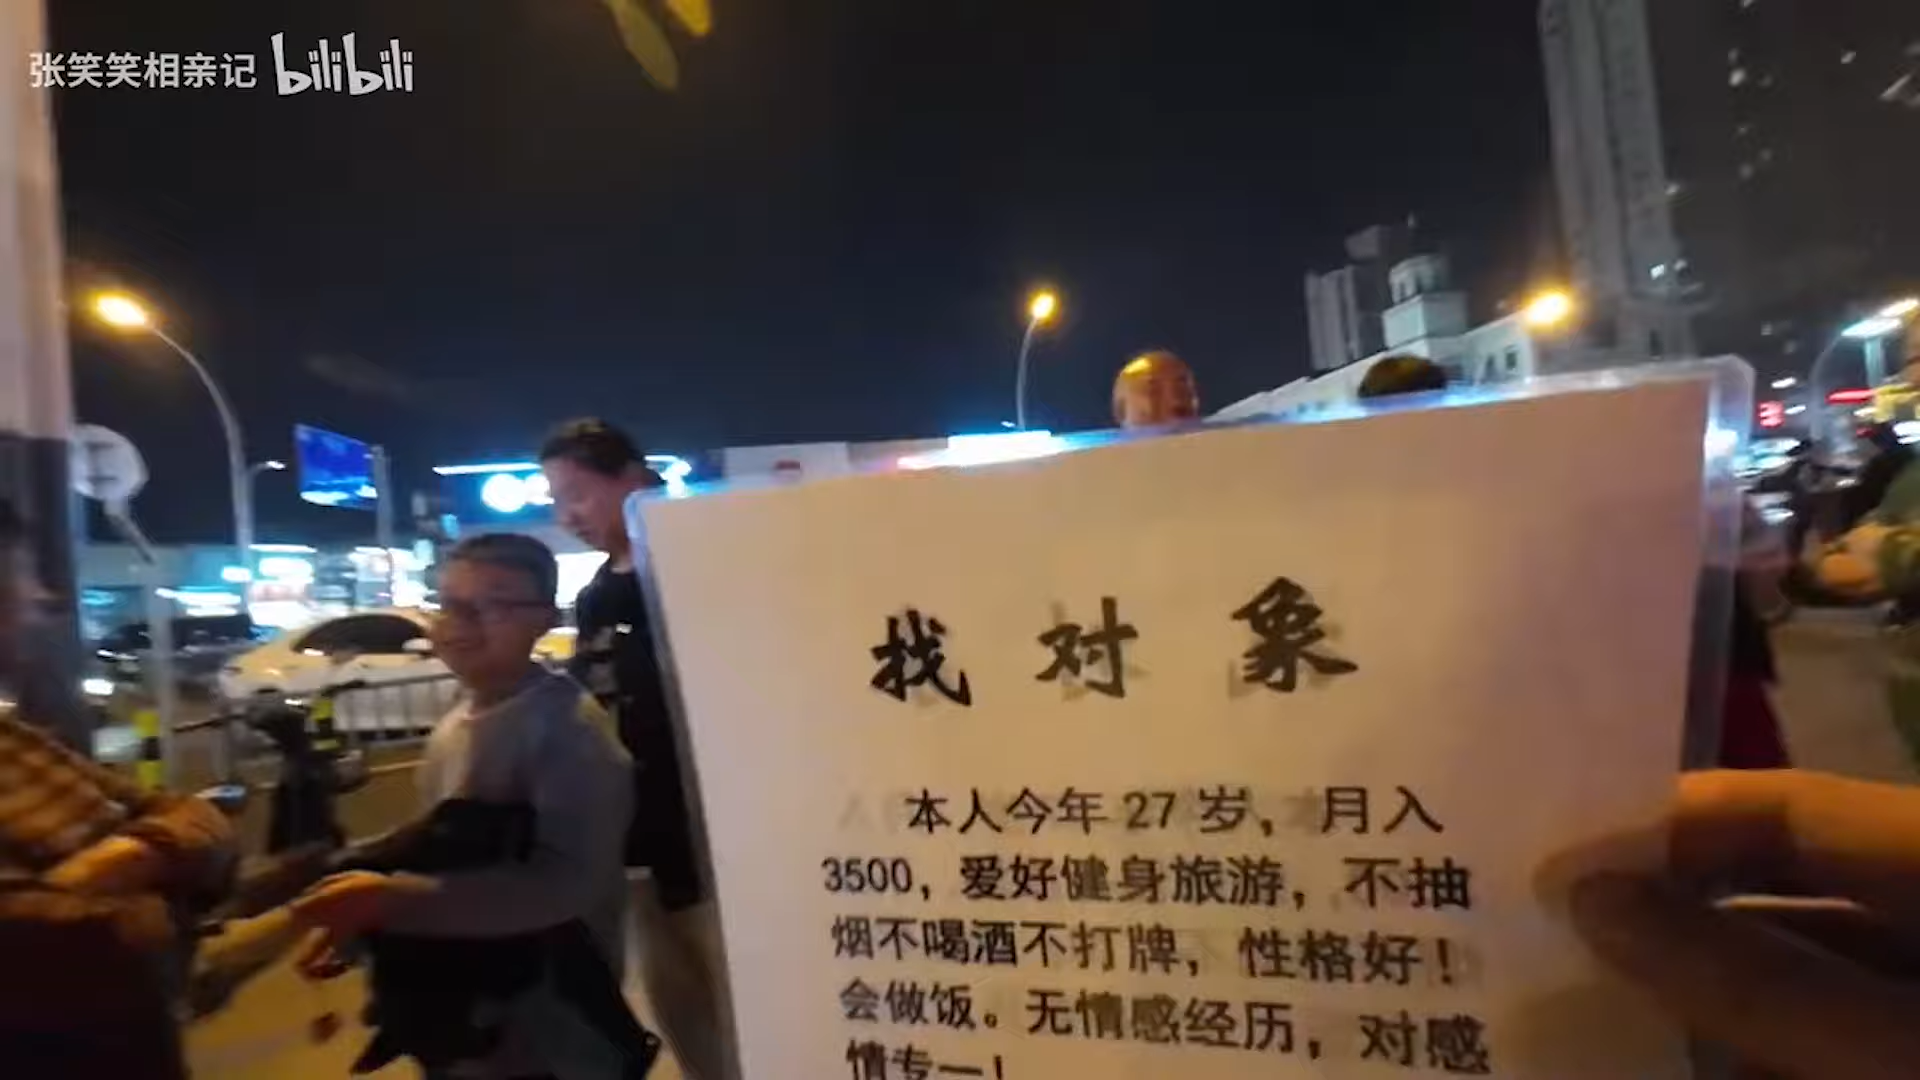 张笑笑相亲记 bilibili
找对象
本人今年 27 岁，月入
3500，爱好健身旅游，不抽
烟不喝酒不打牌，性格好！
会做饭。无情感经历，对感
情专一！